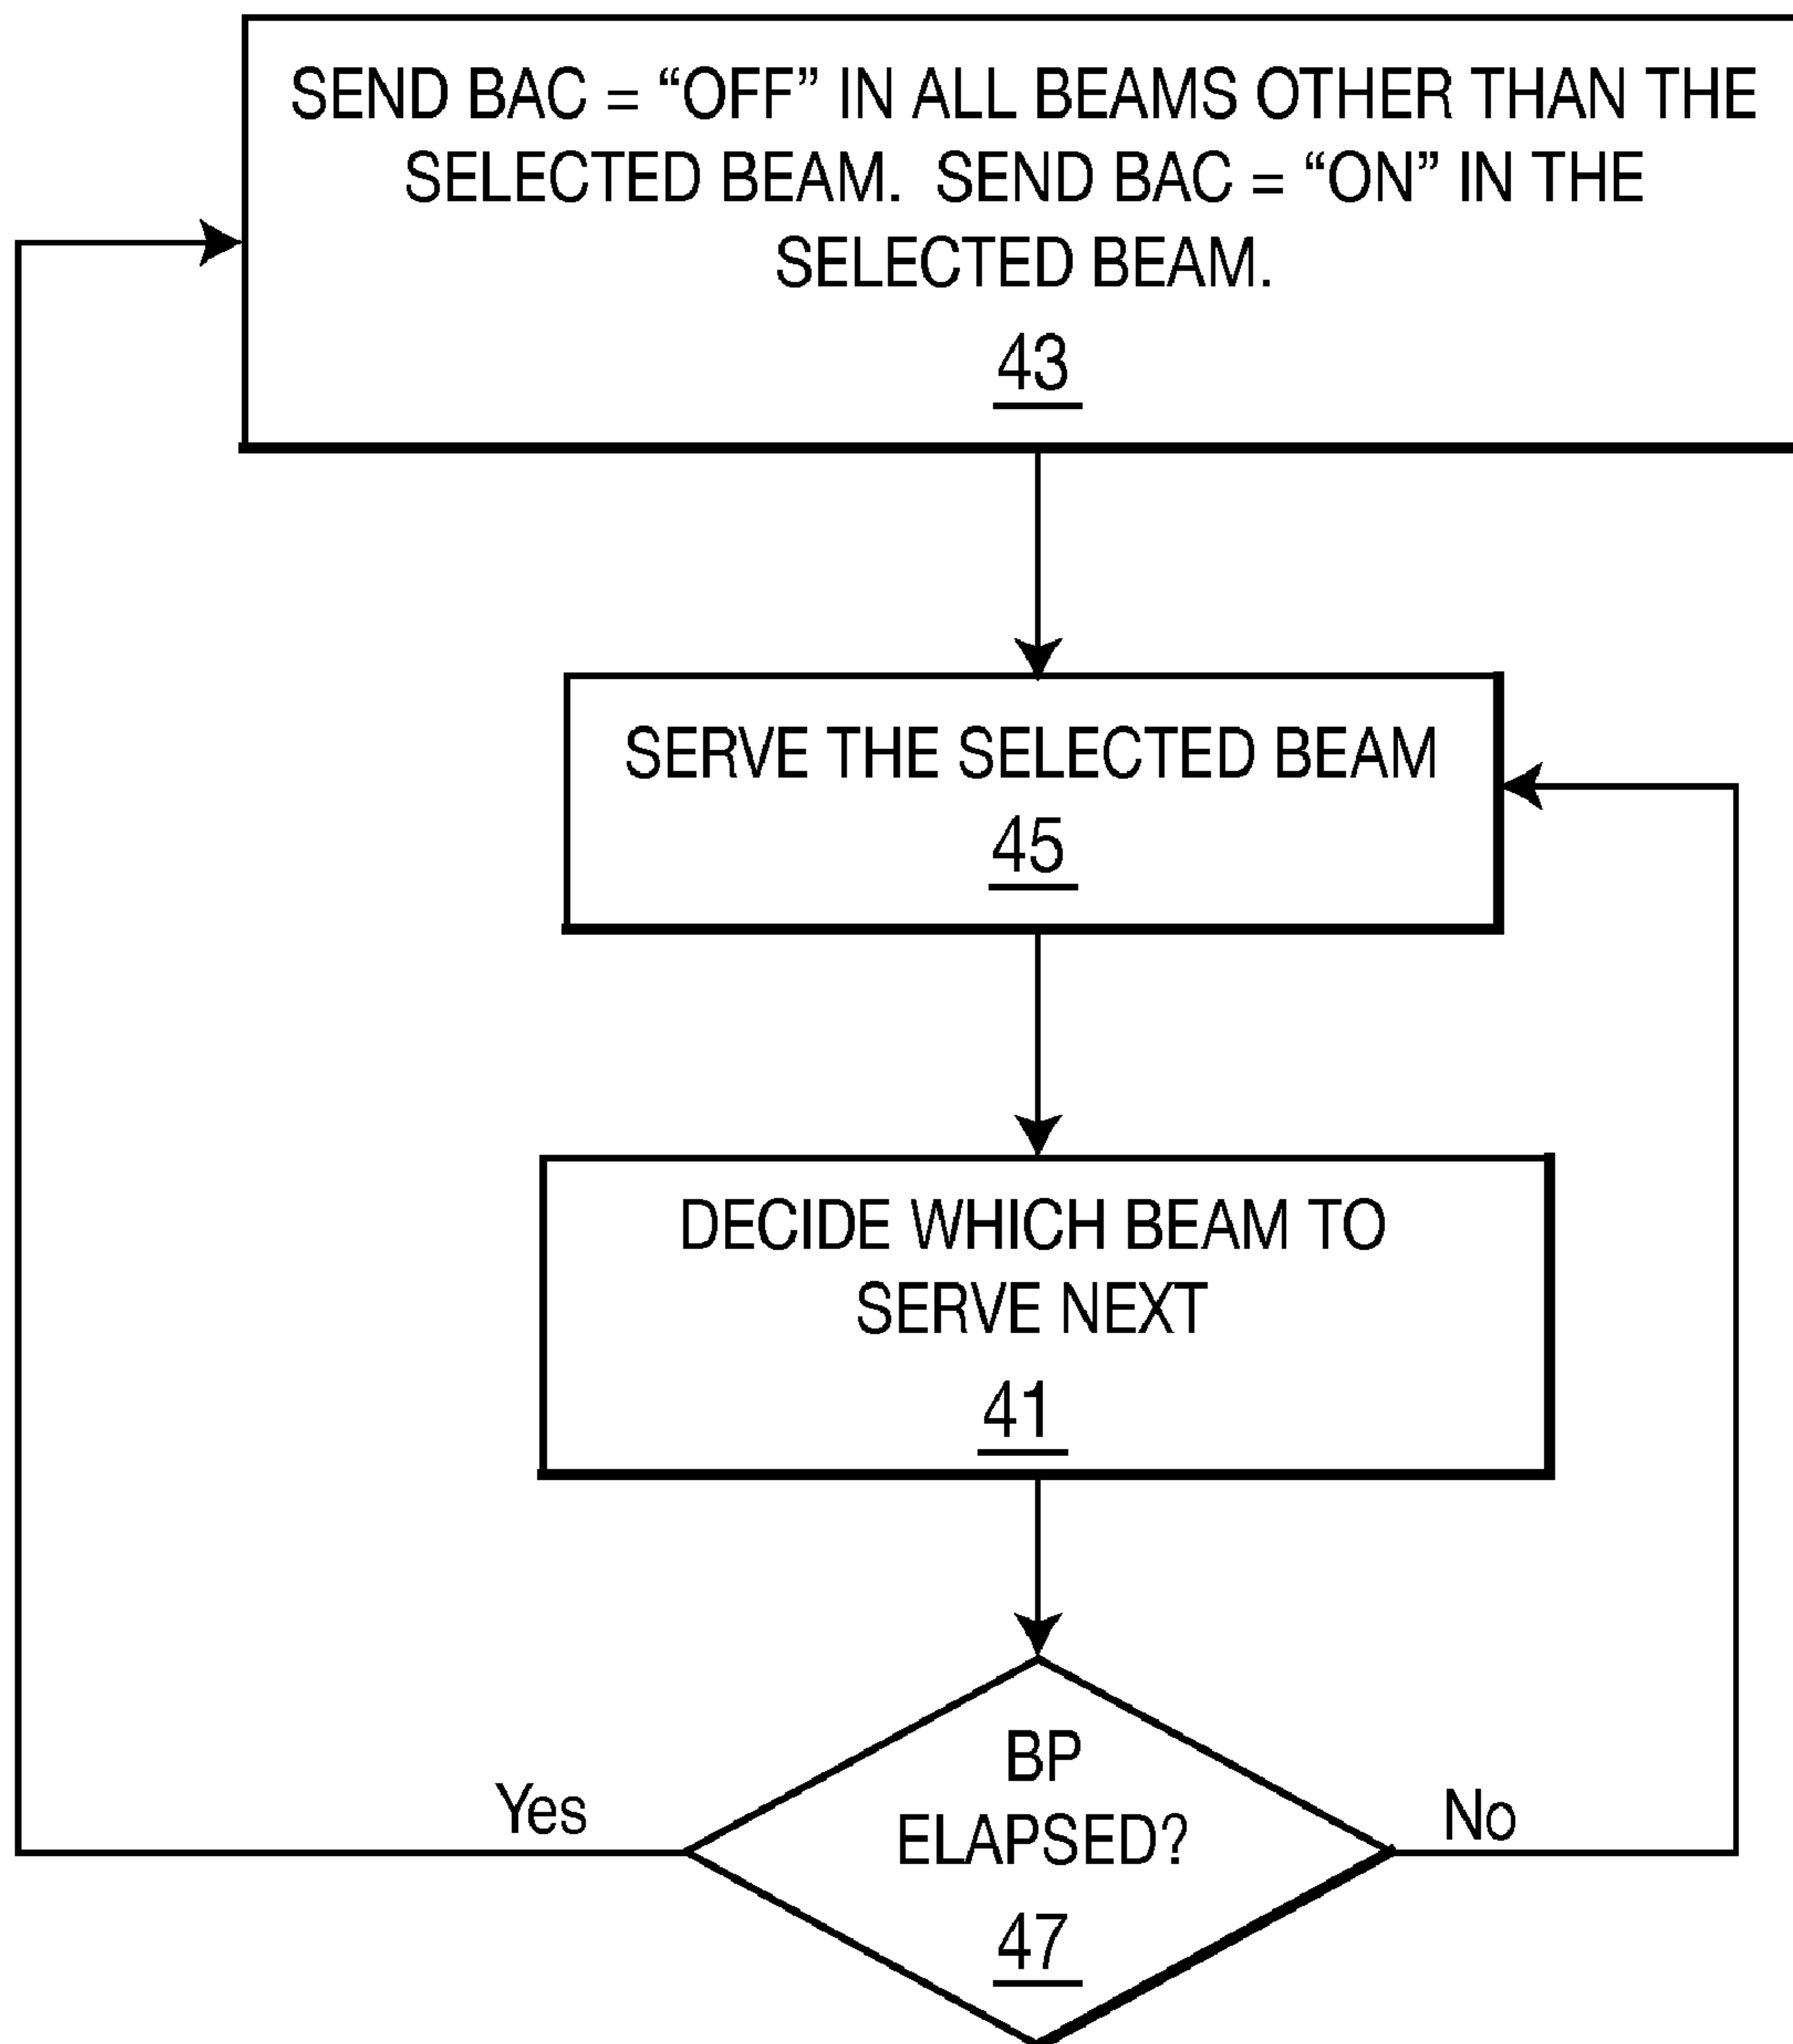 SEND BAC = “OFF” IN ALL BEAMS OTHER THAN THE
SELECTED BEAM. SEND BAC = “ON” IN THE
SELECTED BEAM.
43
SERVE THE SELECTED BEAM
45
DECIDE WHICH BEAM TO
SERVE NEXT
41
BP
ELAPSED?
47
Yes
No